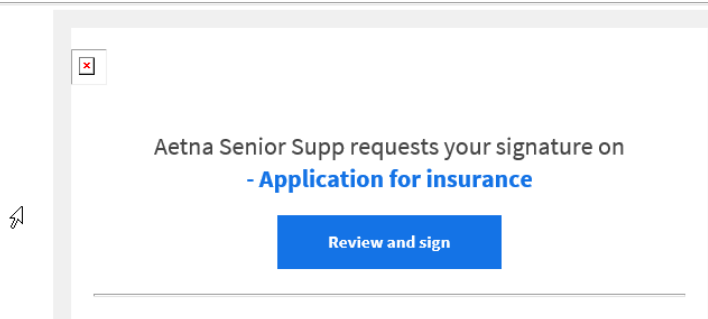 Aetna Senior Supp requests your signature on
- Application for insurance
Review and sign